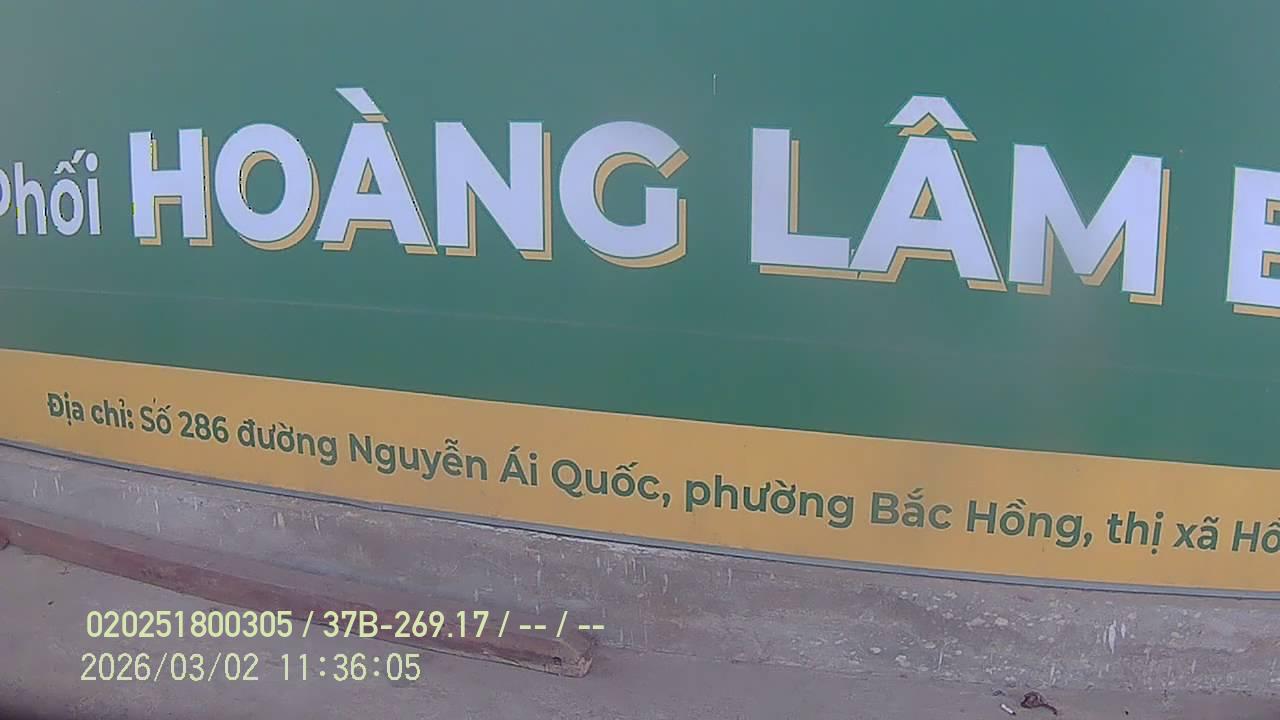 Phối HOÀNG LÂM
Địa chỉ: Số 286 đường Nguyễn Ái Quốc, phường Bắc Hồng, thị xã
020251800305 / 37B-269.17 / -- / --
2026/03/02 11:36:05